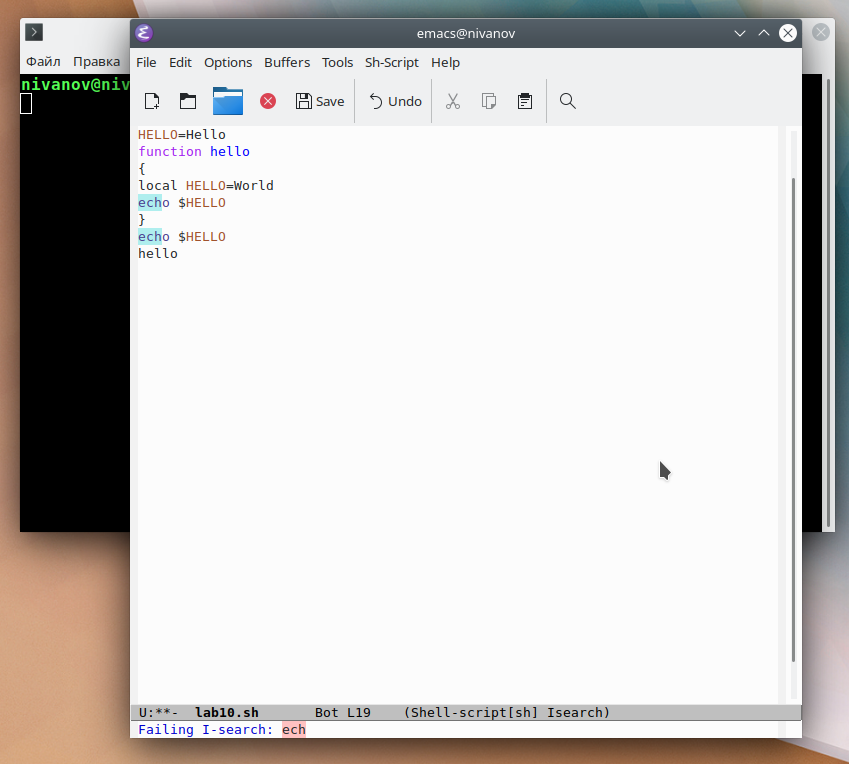 emacs@nivanov
Файл Правка
File Edit Options Buffers Tools Sh-Script Help
nivanov@niv
Save Undo
HELLO=Hello
function hello
{
local HELLO=World
echo $HELLO
}
echo $HELLO
hello
U:**- lab10.sh Bot L19 (Shell-script[sh] Isearch)
Failing I-search: ech